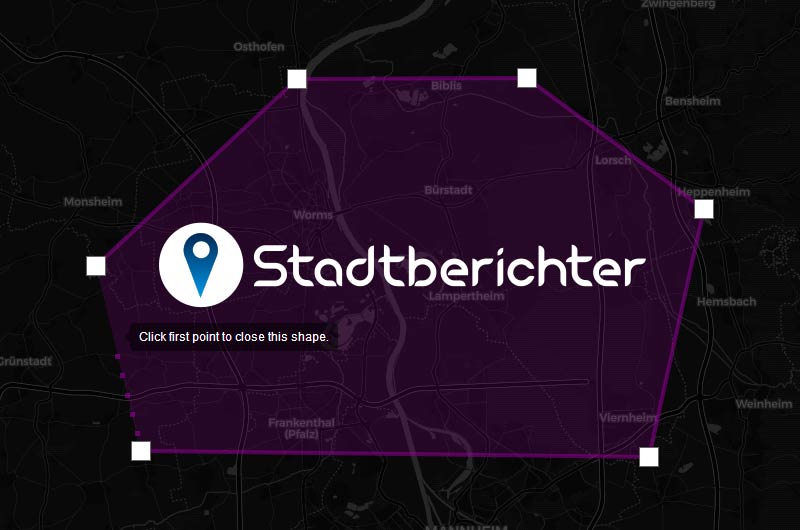 Zwingenberg
Osthofen
Biblis
Bensheim
Lorsch
Bürstadt
Heppenheim
Monsheim
Worms
Stadtberichter
Lampertheim
Hemsbach
Click first point to close this shape.
Grünstadt
Weinheim
Viernheim
Frankenthal
(Pfalz)
MANNHEIM